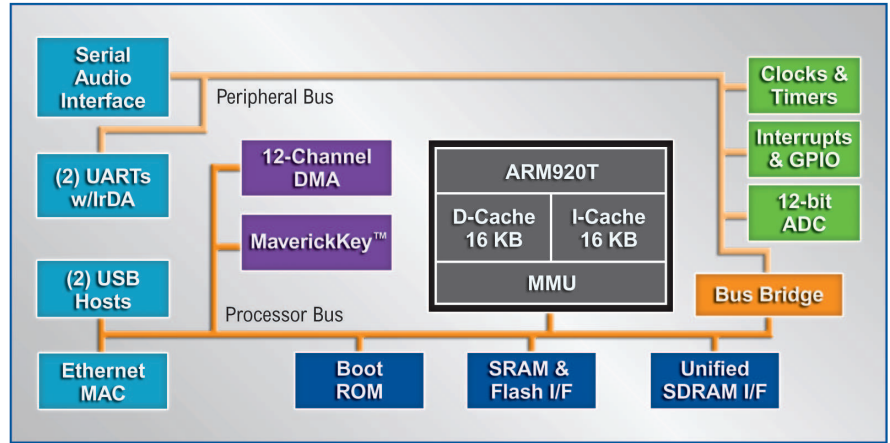 Serial
Audio
Interface
Peripheral Bus
Clocks &
Timers
(2) UARTs
w/IrDA
12-Channel
DMA
ARM920T
Interrupts
& GPIO
MaverickKey™
D-Cache
16 KB
I-Cache
16 KB
12-bit
ADC
(2) USB
Hosts
MMU
Bus Bridge
Processor Bus
Ethernet
MAC
Boot
ROM
SRAM &
Flash I/F
Unified
SDRAM I/F